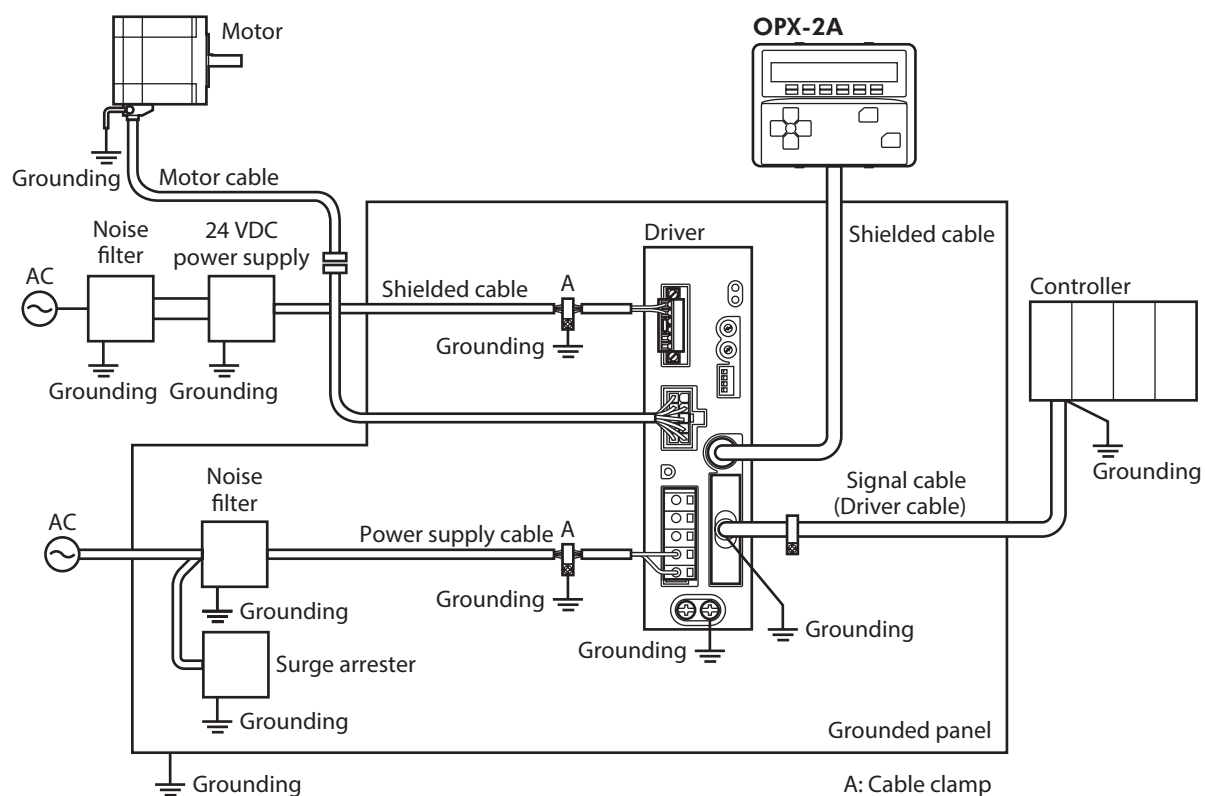 Motor
OPX-2A
Grounding
Motor cable
Noise
filter
24 VDC
power supply
Driver
Shielded cable
AC
Shielded cable
A
Controller
Grounding
Grounding
Grounding
Grounding
Noise
filter
Signal cable
(Driver cable)
AC
Power supply cable
A
Grounding
Grounding
Grounding
Grounding
Surge arrester
Grounding
Grounded panel
Grounding
A: Cable clamp